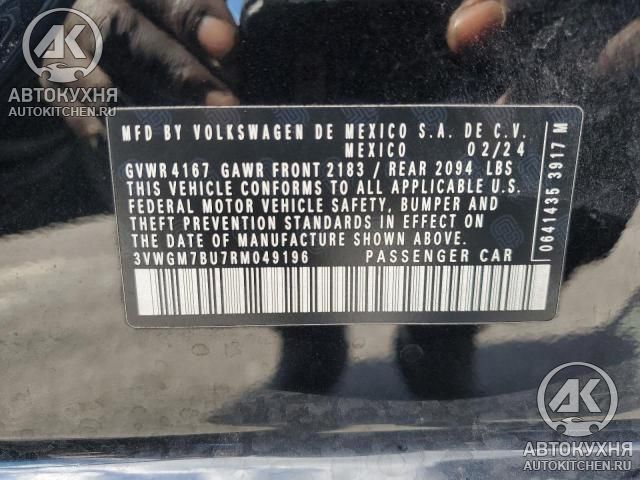 AK
АВТОКУХНЯ
AUTOKITCHEN.RU
MFD BY VOLKSWAGEN DE MEXICO S.A. DE C.V.
MEXICO 02/24
GVWR 4167 GAWR FRONT 2183 / REAR 2094 LBS
THIS VEHICLE CONFORMS TO ALL APPLICABLE U.S.
FEDERAL MOTOR VEHICLE SAFETY, BUMPER AND
THEFT PREVENTION STANDARDS IN EFFECT ON
THE DATE OF MANUFACTURE SHOWN ABOVE.
3VWGM7BU7RM049196 PASSENGER CAR
0641435 3917 M
AK
АВТОКУХНЯ
AUTOKITCHEN.RU